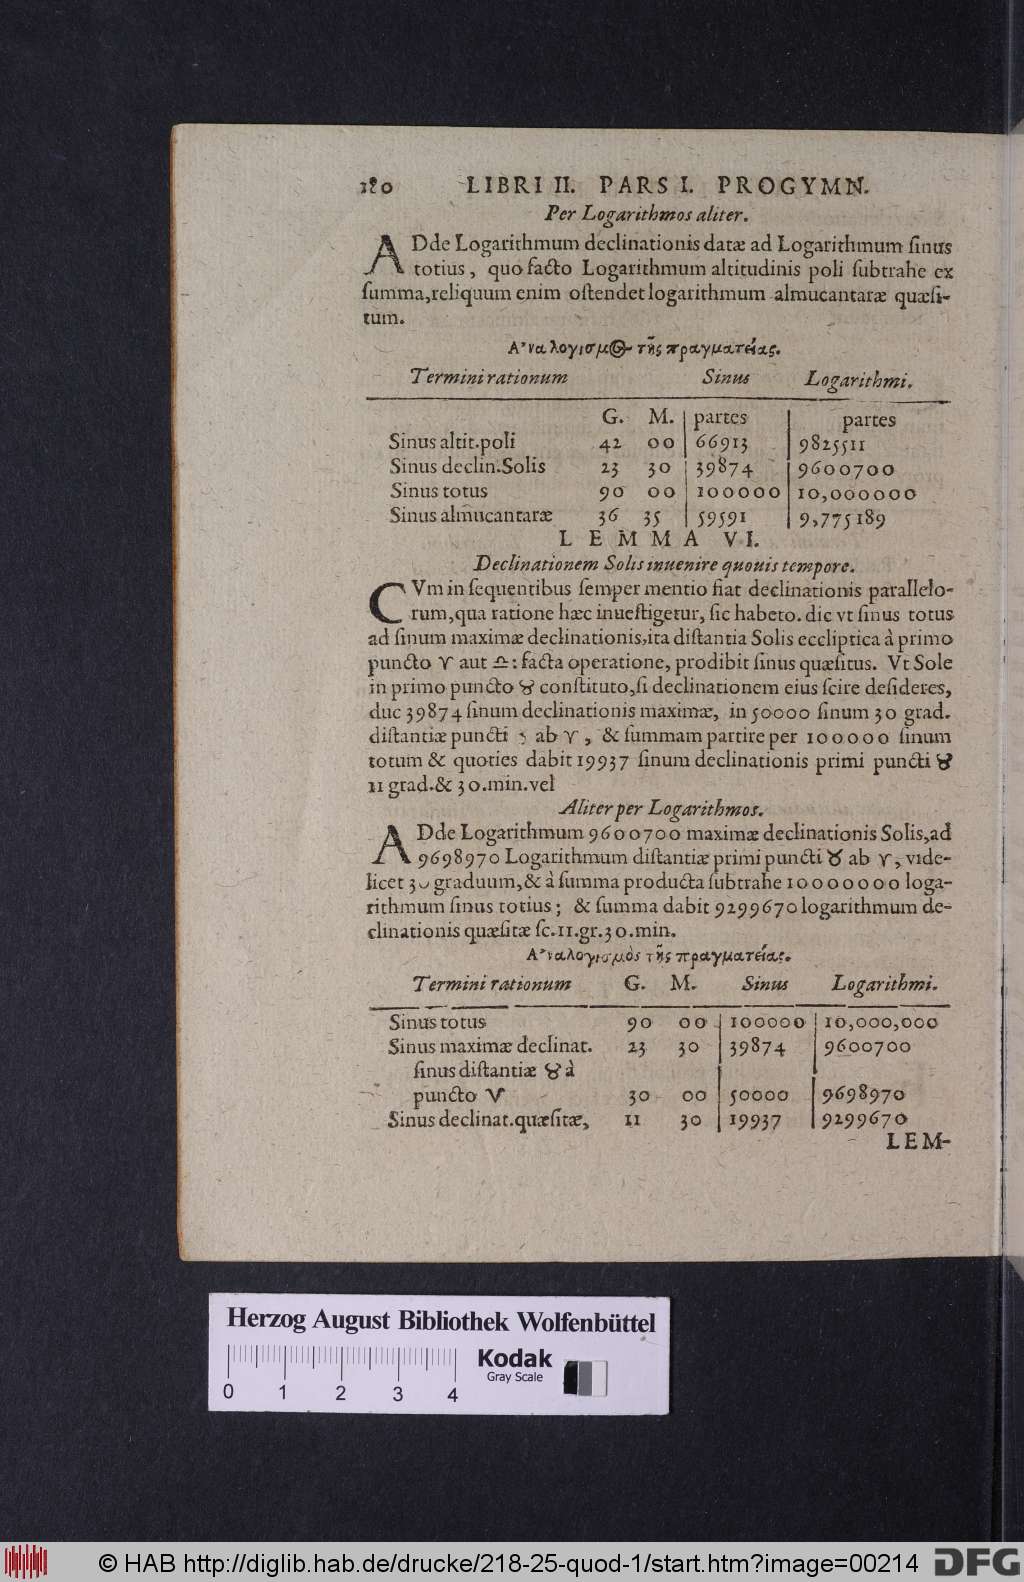 180 LIBRI II. PARS I. PROGYMN.
Per Logarithmos aliter.
ADde Logarithmum declinationis datæ ad Logarithmum ſinus
totius, quo facto Logarithmum altitudinis poli ſubtrahe ex
ſumma, reliquum enim oſtendet logarithmum almucantaræ quæſi-
tum.
Α᾿ναλογισμὸς τῆς πραγματείας.
Termini rationum Sinus Logarithmi.
G. M. partes partes
Sinus altit. poli 42 00 66913 9825511
Sinus declin. Solis 23 30 39874 9600700
Sinus totus 90 00 100000 10,000000
Sinus almucantaræ 36 35 59591 9,775189
LEMMA VI.
Declinationem Solis inuenire quouis tempore.
CVm in ſequentibus ſemper mentio fiat declinationis parallelo-
rum, qua ratione hæc inueſtigetur, ſic habeto. dic vt ſinus totus
ad ſinum maximæ declinationis, ita diſtantia Solis eccliptica à primo
puncto ♈ aut ♎: facta operatione, prodibit ſinus quæſitus. Vt Sole
in primo puncto ♉ conſtituto, ſi declinationem eius ſcire deſideres,
duc 39874 ſinum declinationis maximæ, in 50000 ſinum 30 grad.
diſtantiæ puncti ab ♈, & ſummam partire per 100000 ſinum
totum & quoties dabit 19937 ſinum declinationis primi puncti ♉
11 grad. & 30. min. vel
Aliter per Logarithmos.
ADde Logarithmum 9600700 maximæ declinationis Solis, ad
9698970 Logarithmum diſtantiæ primi puncti ♉ ab ♈, vide-
licet 30 graduum, & à ſumma producta ſubtrahe 10000000 loga-
rithmum ſinus totius; & ſumma dabit 9299670 logarithmum de-
clinationis quæſitæ ſc. 11. gr. 30. min.
Α᾿ναλογισμὸς τῆς πραγματείας.
Termini rationum G. M. Sinus Logarithmi.
Sinus totus 90 00 100000 10,000,000
Sinus maximæ declinat. 23 30 39874 9600700
ſinus diſtantiæ ♉ à
puncto ♈ 30 00 50000 9698970
Sinus declinat. quæſitæ, 11 30 19937 9299670
LEM-
Herzog August Bibliothek Wolfenbüttel
Kodak
Gray Scale
0 1 2 3 4
© HAB http://diglib.hab.de/drucke/218-25-quod-1/start.htm?image=00214
DFG